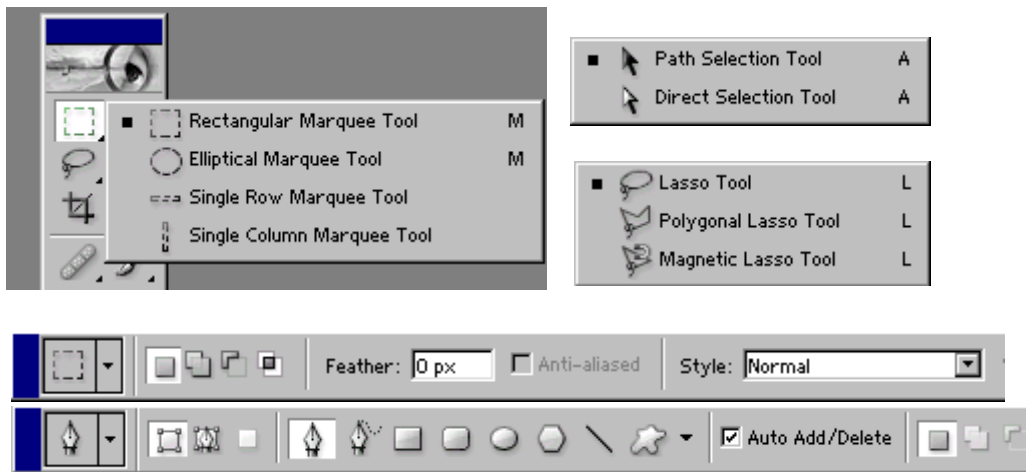 Rectangular Marquee Tool M
Elliptical Marquee Tool M
Single Row Marquee Tool
Single Column Marquee Tool
Path Selection Tool A
Direct Selection Tool A
Lasso Tool L
Polygonal Lasso Tool L
Magnetic Lasso Tool L
Feather: 0 px Anti-aliased Style: Normal
Auto Add/Delete